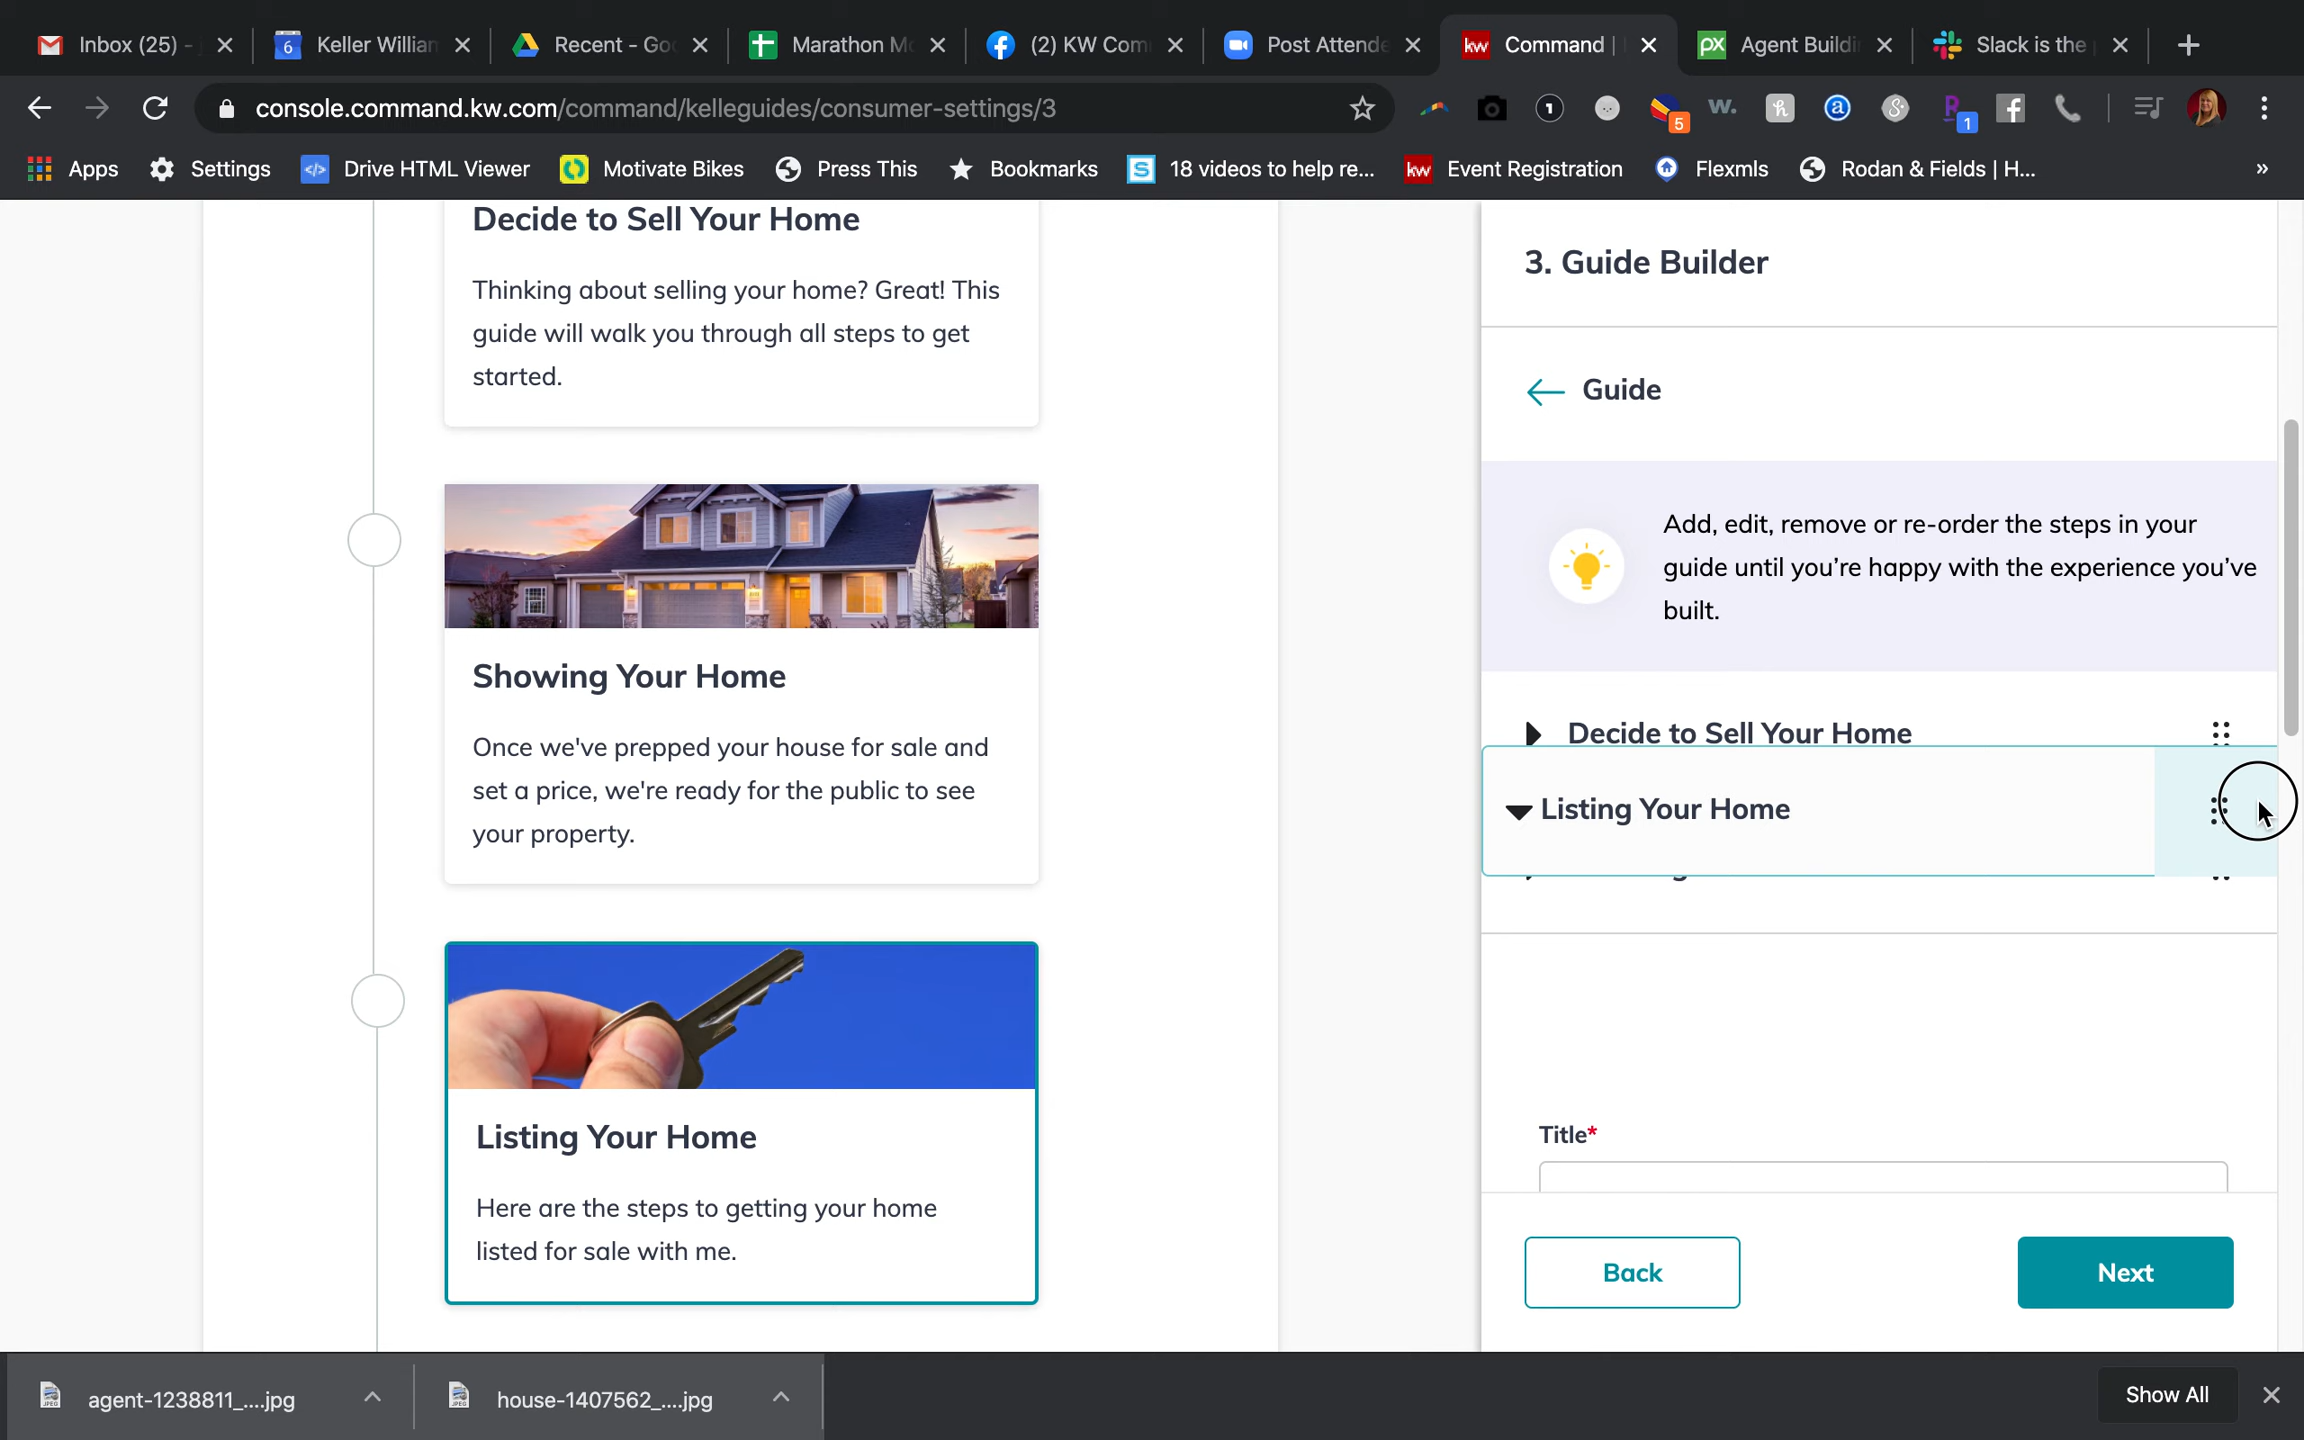 Inbox (25) -
Keller William
Recent - Go
Marathon M
(2) KW Com
Post Attende
kw
Command |
PX
Agent Buildi
Slack is the
console.command.kw.com/command/kelleguides/consumer-settings/3
5
1
Apps
Settings
Drive HTML Viewer
Motivate Bikes
Press This
Bookmarks
S
18 videos to help re...
kw
Event Registration
Flexmls
Rodan & Fields | H...
»
Decide to Sell Your Home
Thinking about selling your home? Great! This
guide will walk you through all steps to get
started.
Showing Your Home
Once we've prepped your house for sale and
set a price, we're ready for the public to see
your property.
Listing Your Home
Here are the steps to getting your home
listed for sale with me.
3. Guide Builder
Guide
Add, edit, remove or re-order the steps in your
guide until you're happy with the experience you've
built.
Decide to Sell Your Home
Listing Your Home
Title*
Back
Next
agent-1238811_....jpg
house-1407562_....jpg
Show All